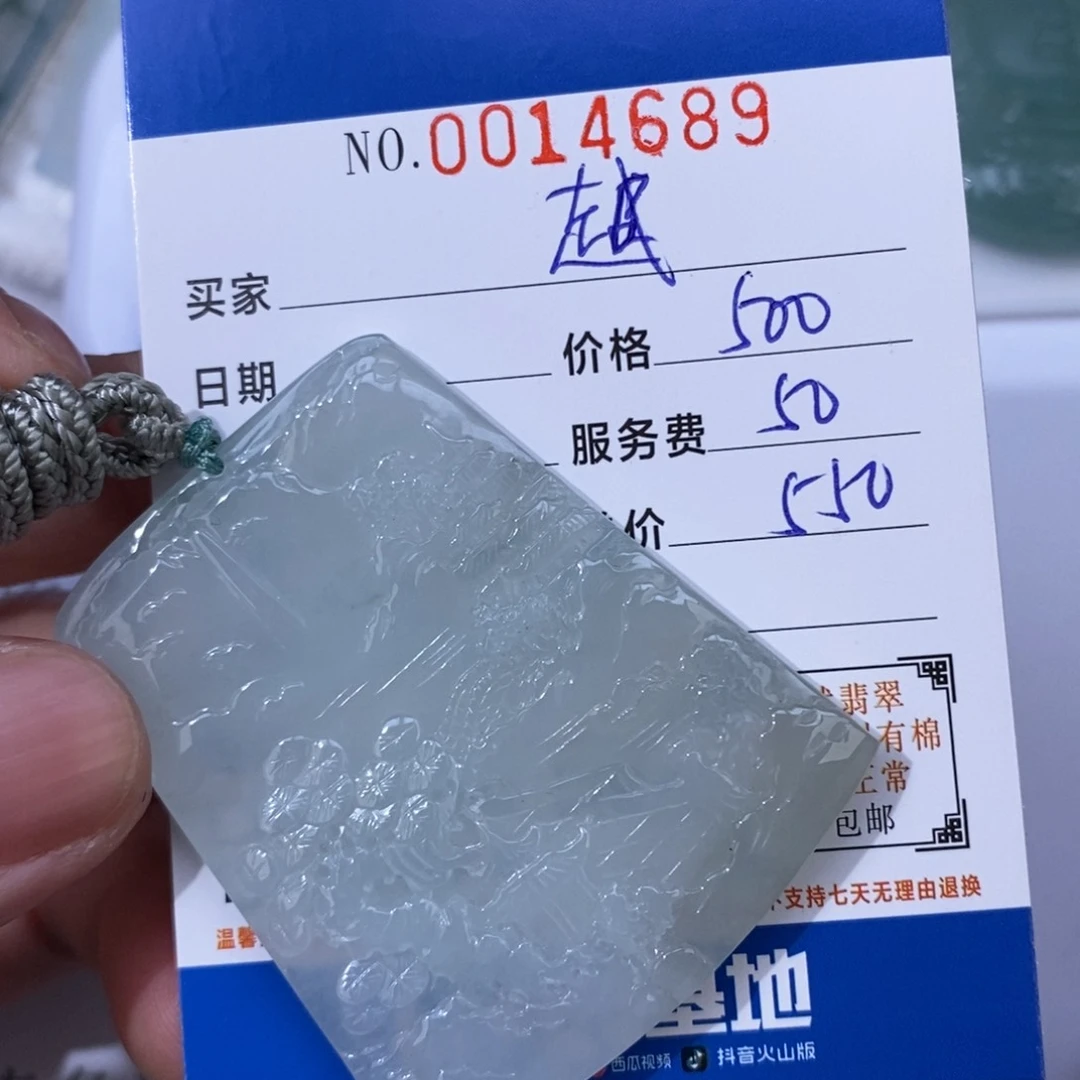 NO.0014689
买家 越
日期 价格 500
服务费 50
价 550
翡翠
有棉
正常
包邮
支持七天无理由退换
温馨
基地
西瓜视频 抖音火山版